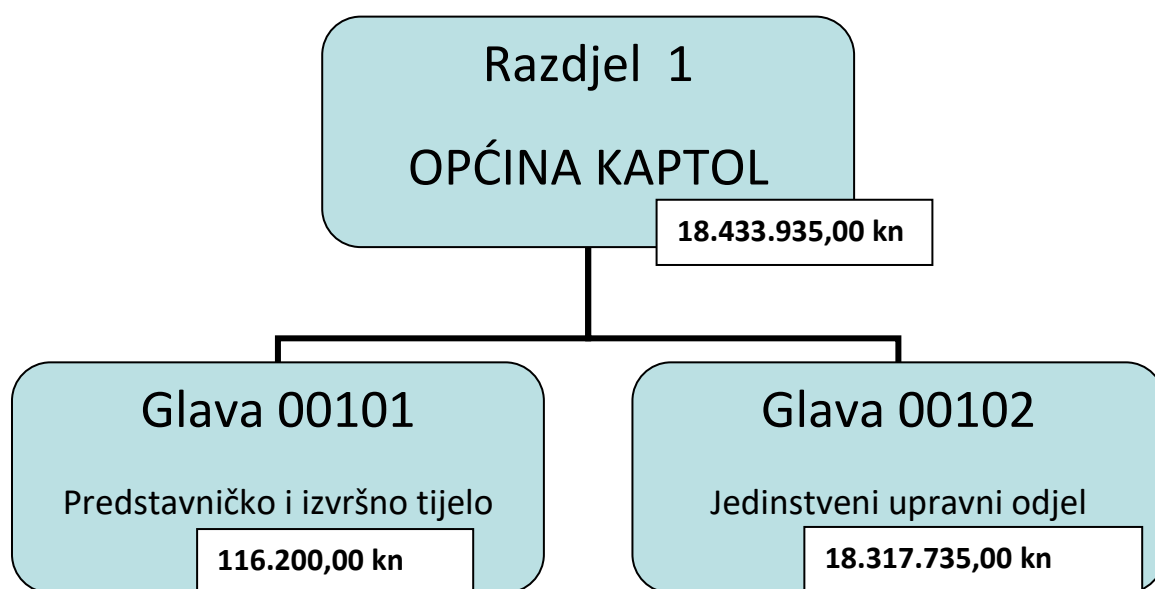 Razdjel 1
OPĆINA KAPTOL
18.433.935,00 kn
Glava 00101
Predstavničko i izvršno tijelo
116.200,00 kn
Glava 00102
Jedinstveni upravni odjel
18.317.735,00 kn